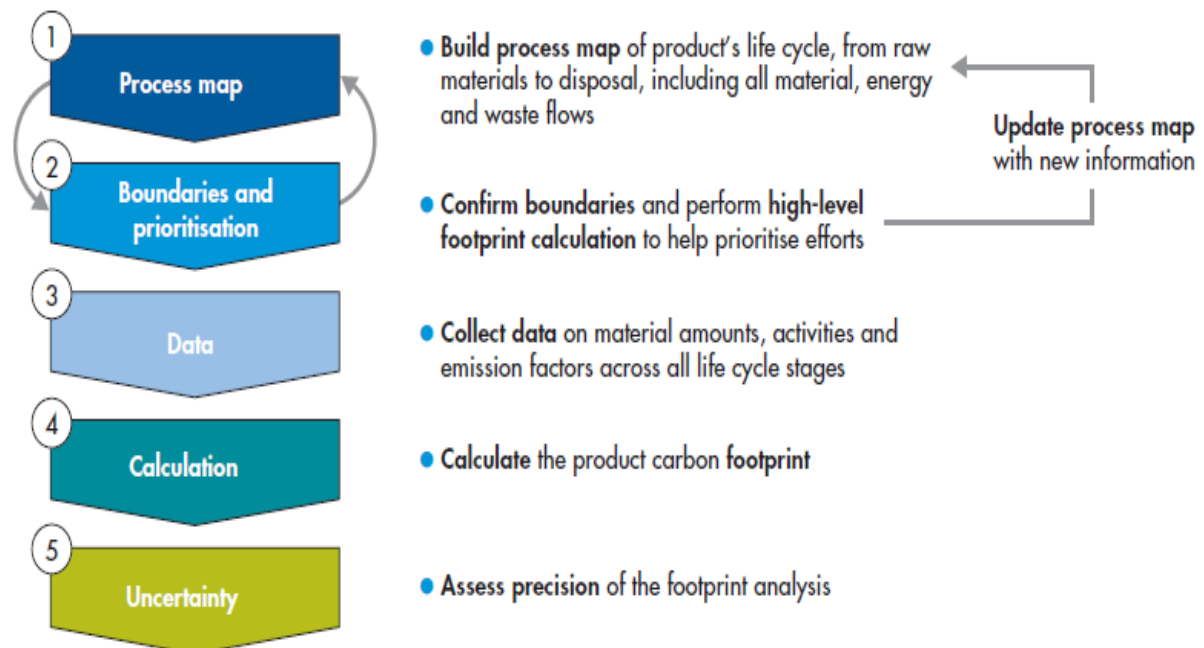 1
Process map
● Build process map of product's life cycle, from raw
materials to disposal, including all material, energy
and waste flows
Update process map
with new information
2
Boundaries and
prioritisation
● Confirm boundaries and perform high-level
footprint calculation to help prioritise efforts
3
Data
● Collect data on material amounts, activities and
emission factors across all life cycle stages
4
Calculation
● Calculate the product carbon footprint
5
Uncertainty
● Assess precision of the footprint analysis